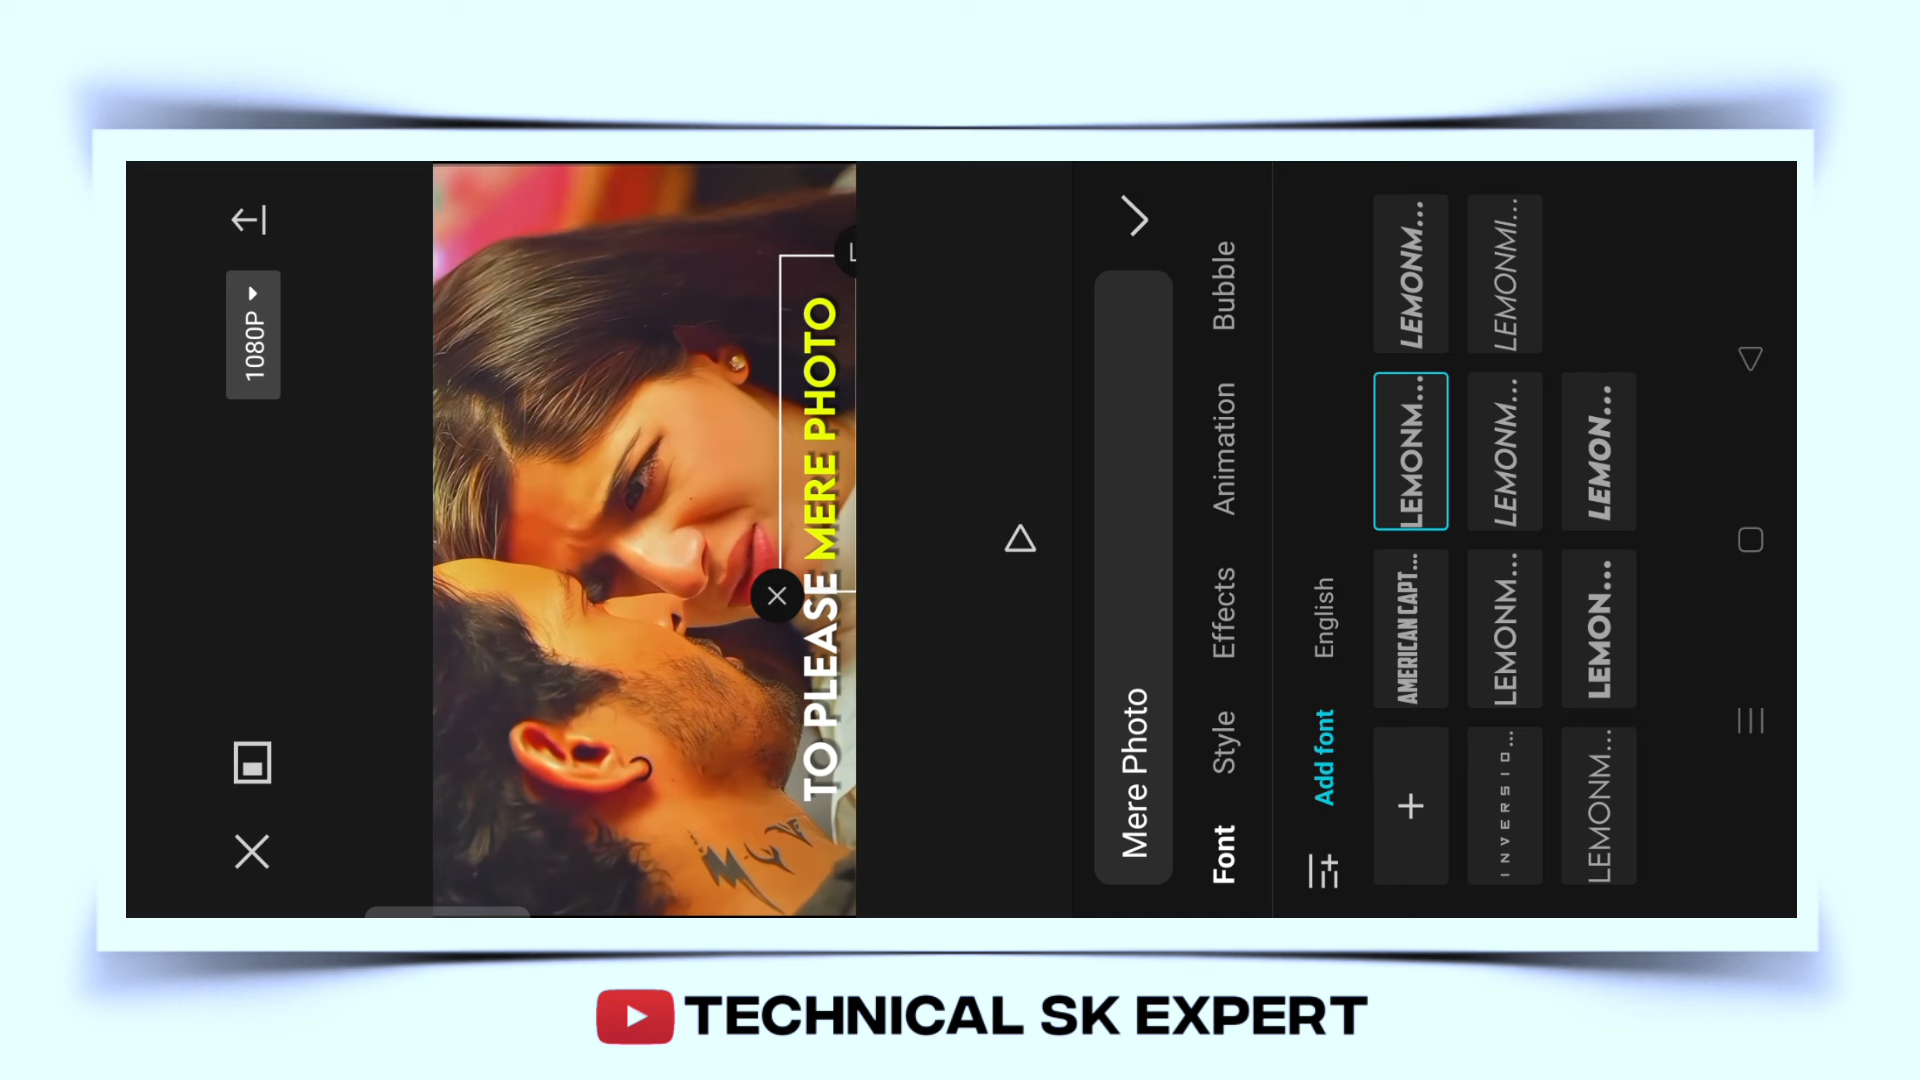 1080P
TO PLEASE MERE PHOTO
Mere Photo
Font Style Effects Animation Bubble
Add font English
AMERICAN CAPT... LEMONM... LEMONM...
INVERSIO... LEMONM... LEMONM... LEMONMI...
LEMONM... LEMON... LEMON...
TECHNICAL SK EXPERT